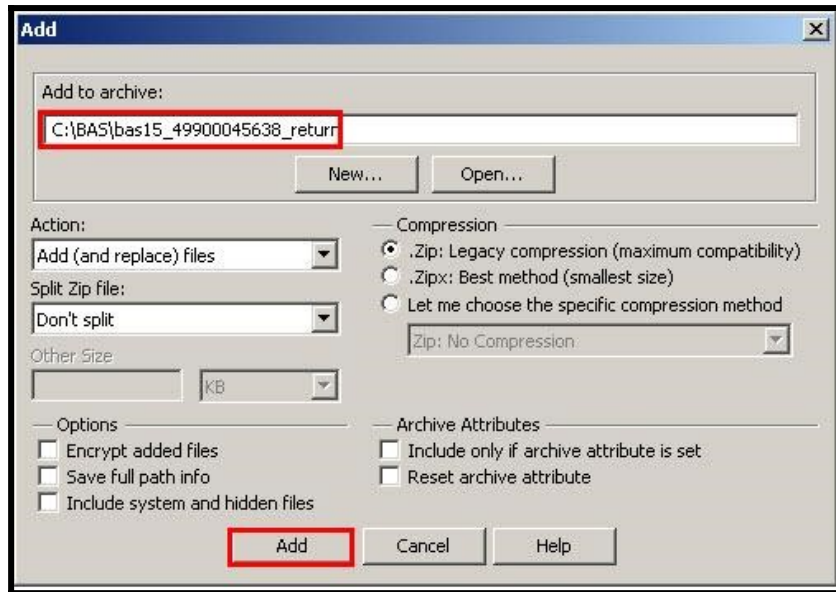 Add
Add to archive:
C:\BAS\bas15_49900045638_return
New... Open...
Action:
Add (and replace) files
Split Zip file:
Don't split
Other Size
KB
Compression
.Zip: Legacy compression (maximum compatibility)
.Zipx: Best method (smallest size)
Let me choose the specific compression method
Zip: No Compression
Options
Encrypt added files
Save full path info
Include system and hidden files
Archive Attributes
Include only if archive attribute is set
Reset archive attribute
Add Cancel Help